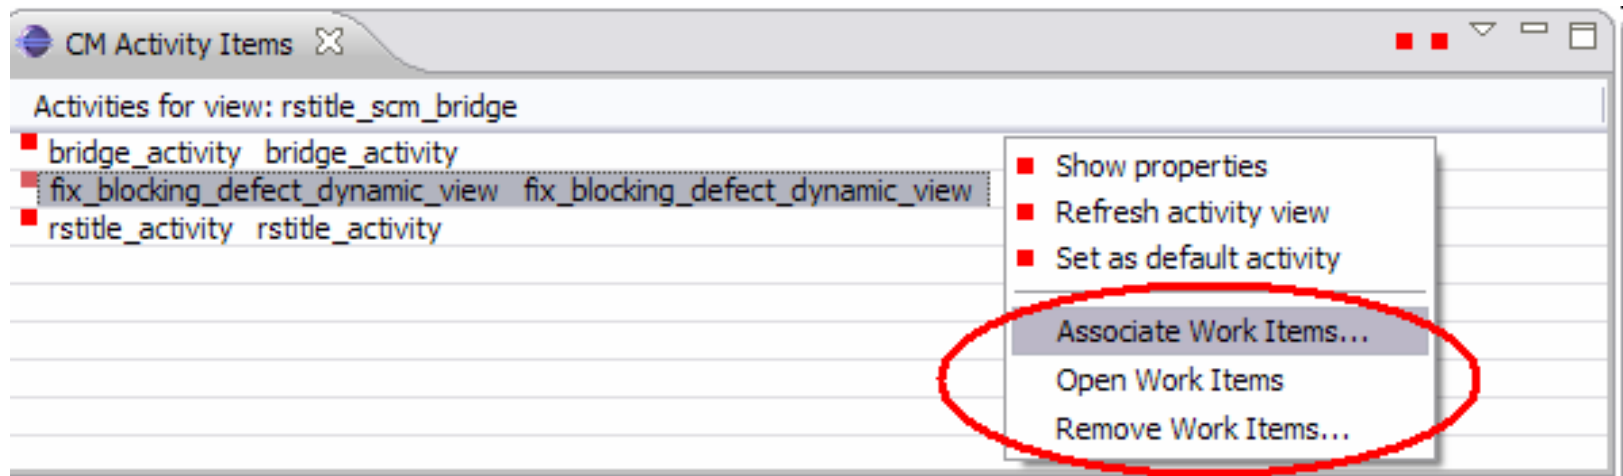 CM Activity Items
Activities for view: rstitle_scm_bridge
bridge_activity bridge_activity
fix_blocking_defect_dynamic_view fix_blocking_defect_dynamic_view
rstitle_activity rstitle_activity
Show properties
Refresh activity view
Set as default activity
Associate Work Items...
Open Work Items
Remove Work Items...